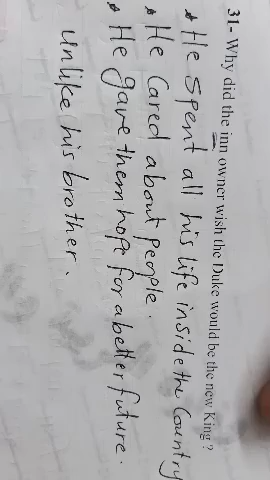 31- Why did the inn owner wish the Duke would be the new King?
* He spent all his life inside the Country
* He Cared about people.
* He gave them hope for a better future.
unlike his brother.